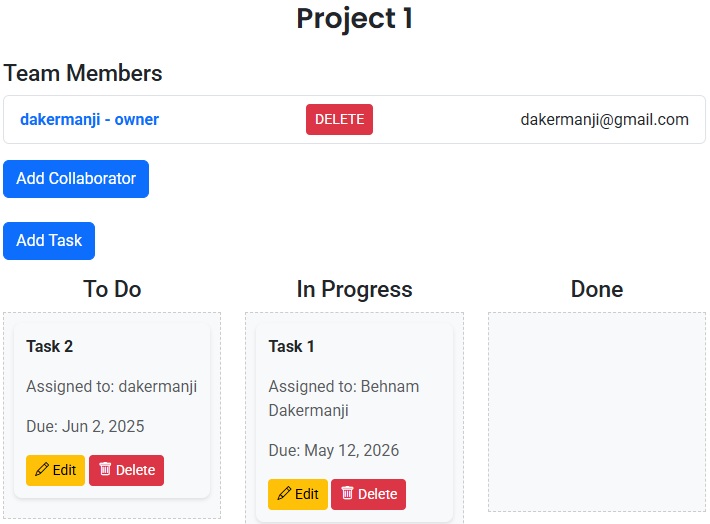 Project 1
Team Members
dakermanji - owner DELETE dakermanji@gmail.com
Add Collaborator
Add Task
To Do In Progress Done
Task 2
Assigned to: dakermanji
Due: Jun 2, 2025
Edit Delete
Task 1
Assigned to: Behnam
Dakermanji
Due: May 12, 2026
Edit Delete